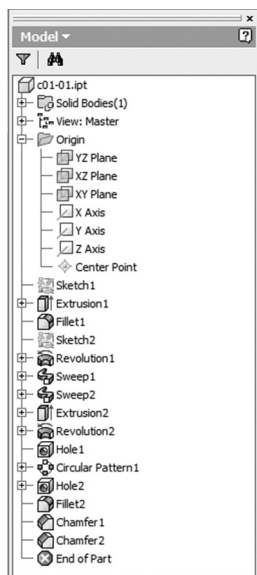 Model
c01-01.ipt
Solid Bodies(1)
View: Master
Origin
YZ Plane
XZ Plane
XY Plane
X Axis
Y Axis
Z Axis
Center Point
Sketch1
Extrusion1
Fillet1
Sketch2
Revolution1
Sweep1
Sweep2
Extrusion2
Revolution2
Hole1
Circular Pattern1
Hole2
Fillet2
Chamfer1
Chamfer2
End of Part